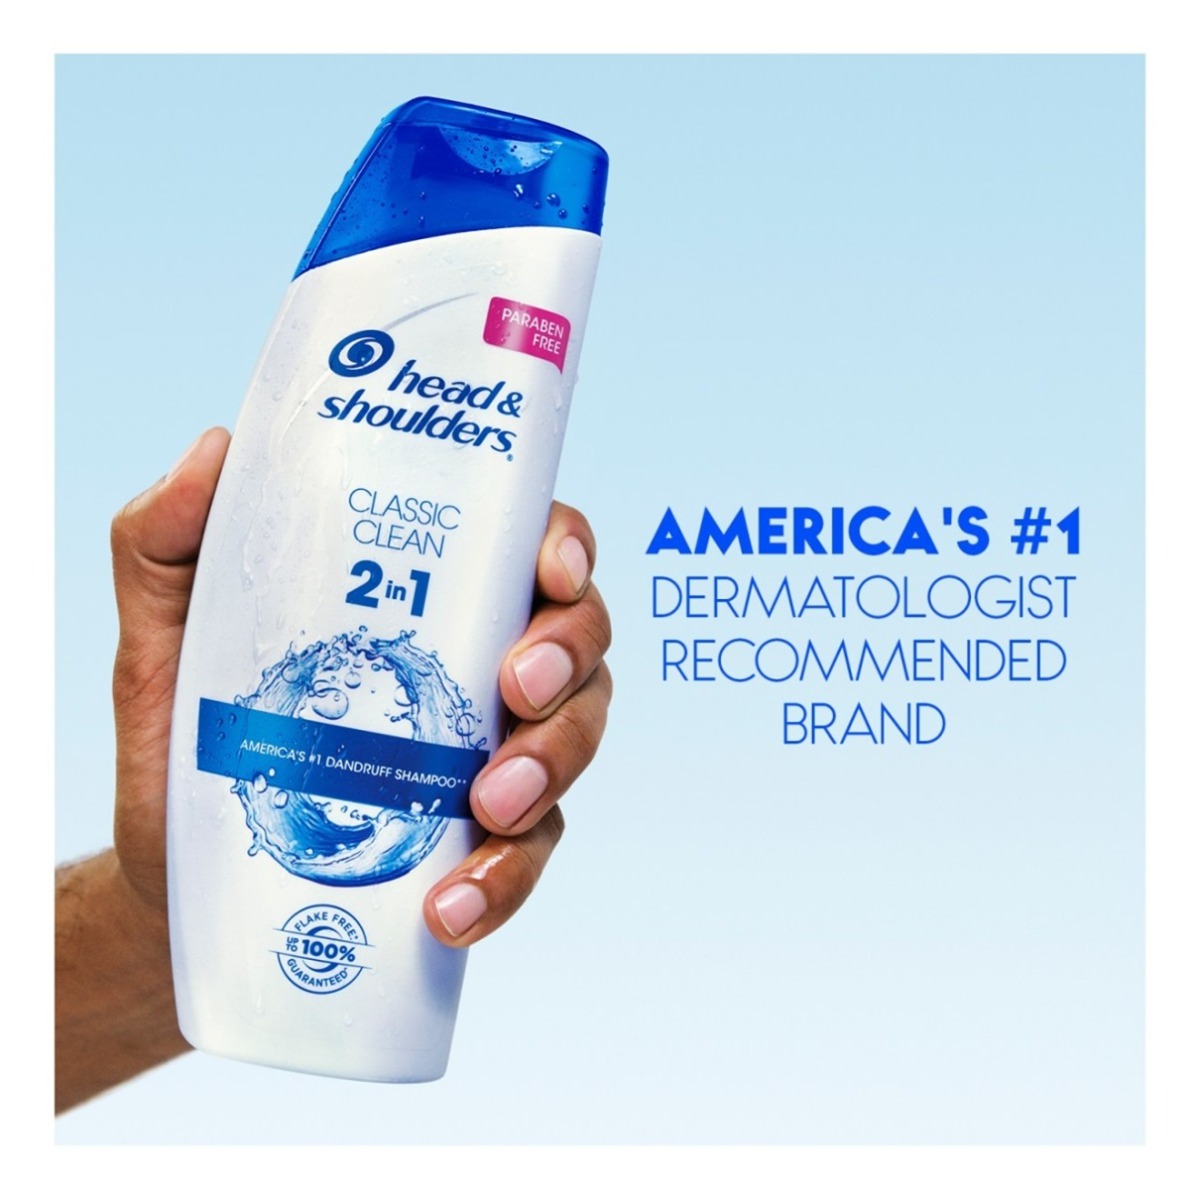 PARABEN
FREE
head &
shoulders®
CLASSIC
CLEAN
2in1
AMERICA'S #1 DANDRUFF SHAMPOO**
FLAKE FREE*
UP TO 100%
GUARANTEED*
AMERICA'S #1
DERMATOLOGIST
RECOMMENDED
BRAND